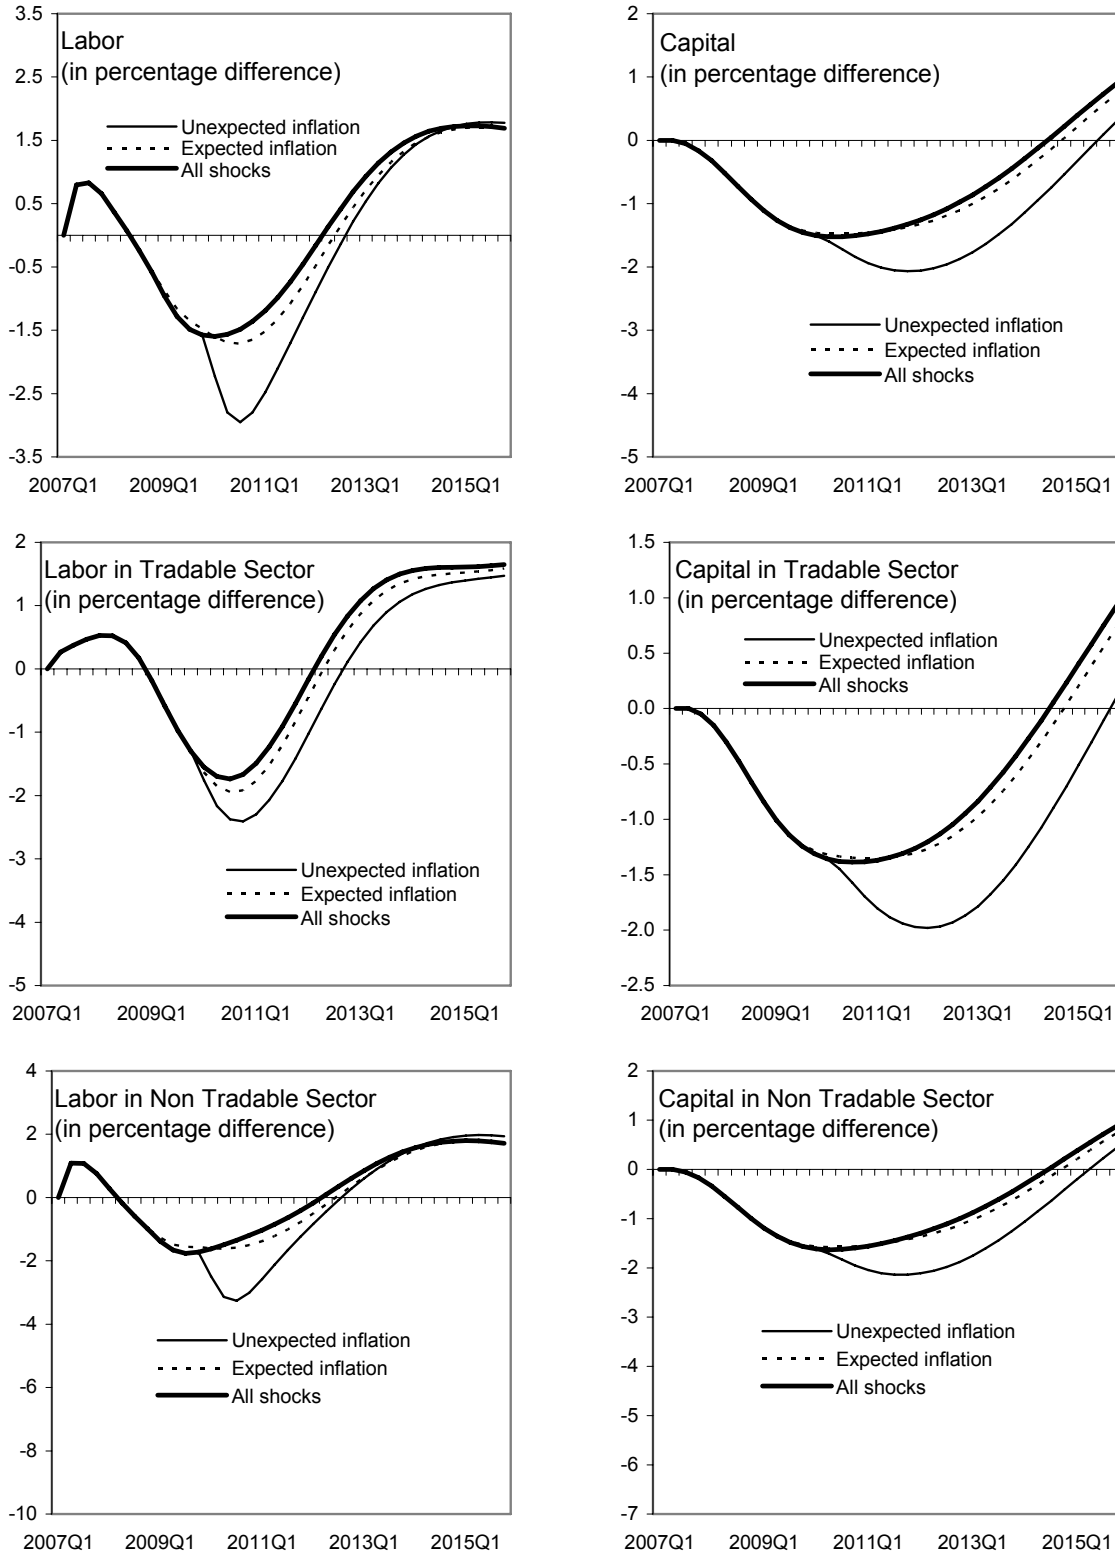 Labor
(in percentage difference)
3.5
2.5
1.5
0.5
-0.5
-1.5
-2.5
-3.5
Unexpected inflation
Expected inflation
All shocks
2007Q1 2009Q1 2011Q1 2013Q1 2015Q1
Capital
(in percentage difference)
2
1
0
-1
-2
-3
-4
-5
Unexpected inflation
Expected inflation
All shocks
2007Q1 2009Q1 2011Q1 2013Q1 2015Q1
Labor in Tradable Sector
(in percentage difference)
2
1
0
-1
-2
-3
-4
-5
Unexpected inflation
Expected inflation
All shocks
2007Q1 2009Q1 2011Q1 2013Q1 2015Q1
Capital in Tradable Sector
(in percentage difference)
1.5
1.0
0.5
0.0
-0.5
-1.0
-1.5
-2.0
-2.5
Unexpected inflation
Expected inflation
All shocks
2007Q1 2009Q1 2011Q1 2013Q1 2015Q1
Labor in Non Tradable Sector
(in percentage difference)
4
2
0
-2
-4
-6
-8
-10
Unexpected inflation
Expected inflation
All shocks
2007Q1 2009Q1 2011Q1 2013Q1 2015Q1
Capital in Non Tradable Sector
(in percentage difference)
2
1
0
-1
-2
-3
-4
-5
-6
-7
Unexpected inflation
Expected inflation
All shocks
2007Q1 2009Q1 2011Q1 2013Q1 2015Q1